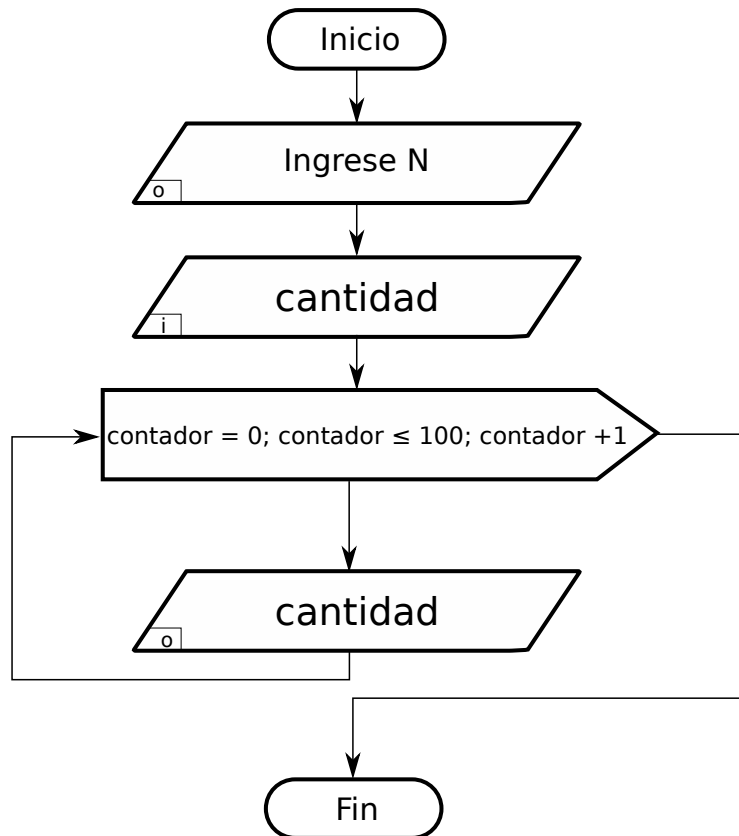 Inicio
Ingrese N
o
cantidad
i
contador = 0; contador ≤ 100; contador +1
cantidad
o
Fin